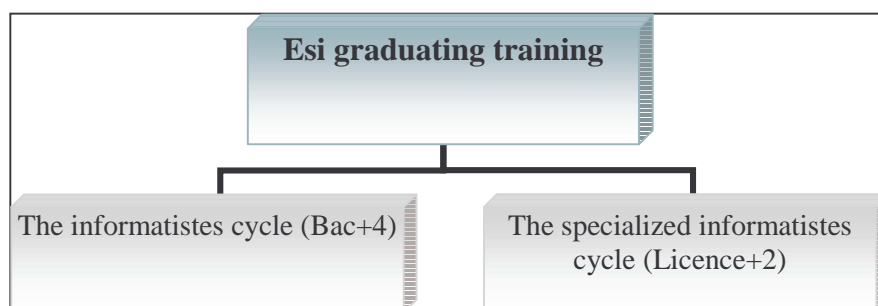 Esi graduating training
The informatistes cycle (Bac+4)
The specialized informatistes
cycle (Licence+2)